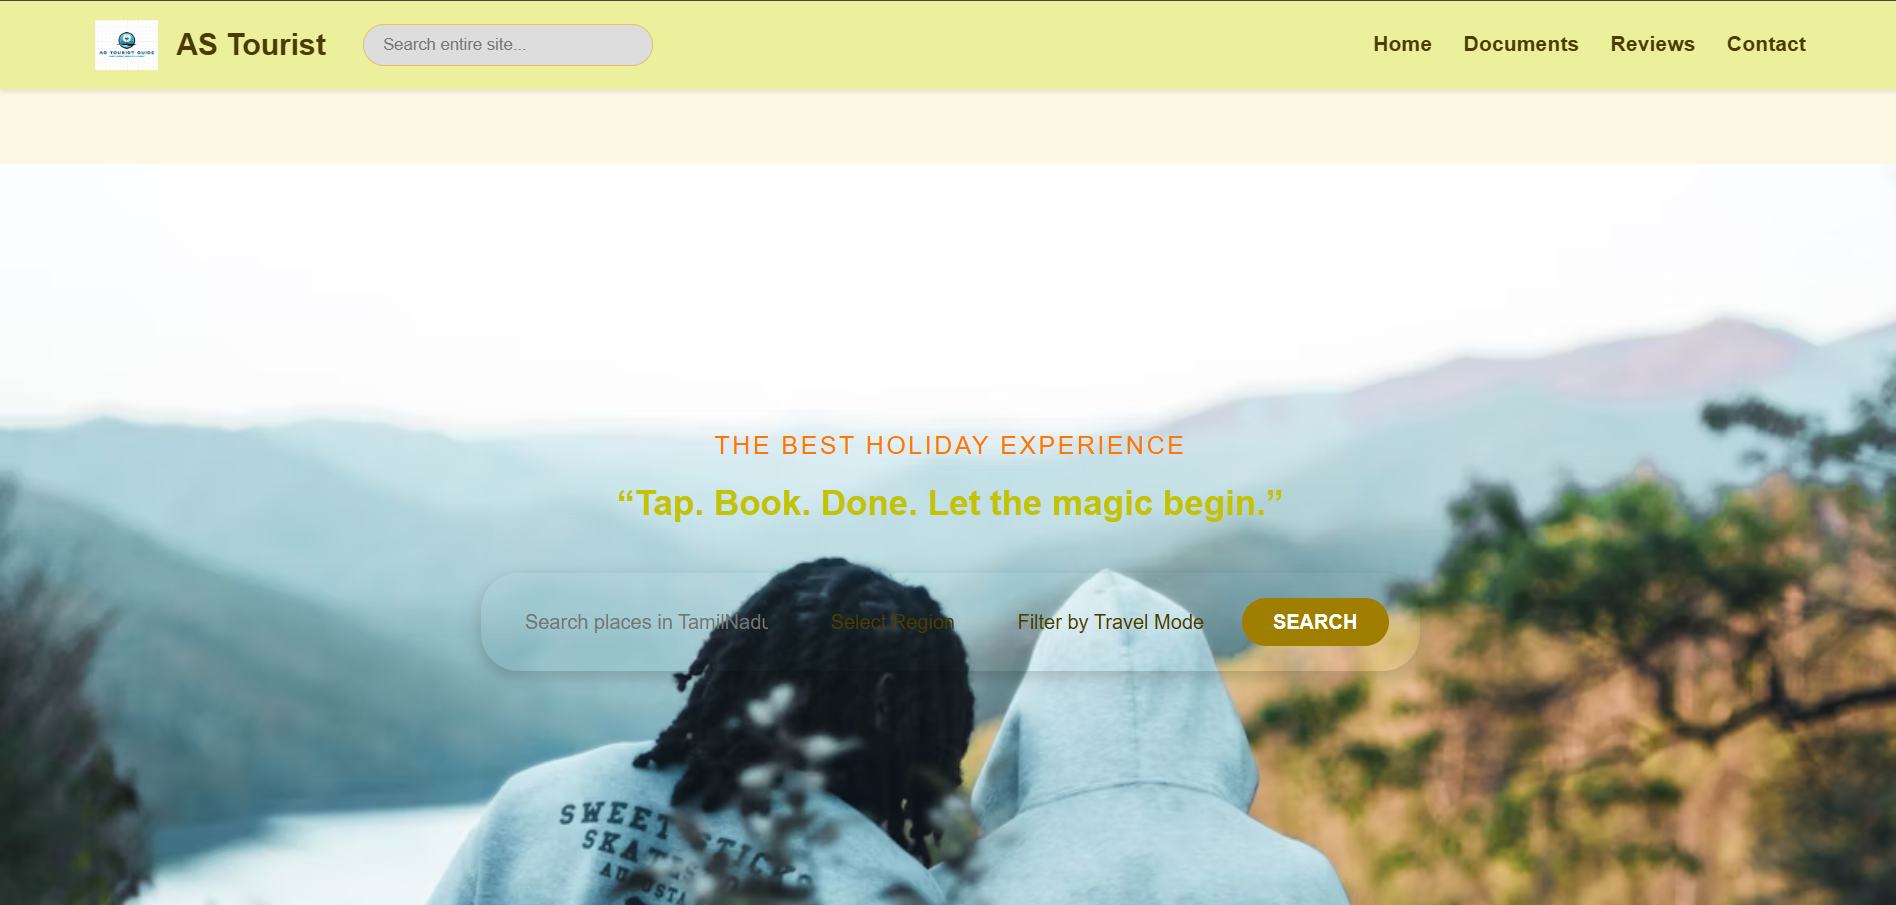 AS TOURIST GUIDE
AS Tourist
Search entire site...
Home
Documents
Reviews
Contact
THE BEST HOLIDAY EXPERIENCE
“Tap. Book. Done. Let the magic begin.”
Search places in TamilNadu
Select Region
Filter by Travel Mode
SEARCH
SWEET STICKS
AUGUSTA